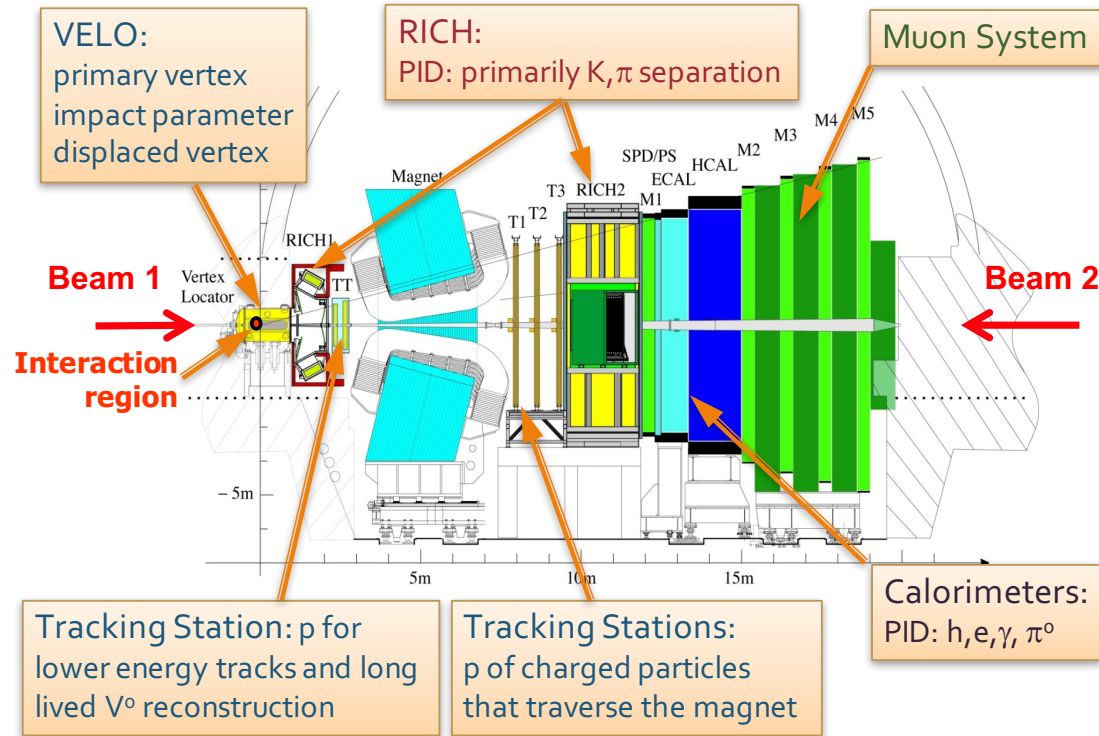 VELO:
primary vertex
impact parameter
displaced vertex
RICH:
PID: primarily K,π separation
Muon System
M5
M4
M3
M2
HCAL
ECAL
SPD/PS
M1
RICH2
T3
T2
T1
Magnet
RICH1
TT
Vertex
Locator
Beam 1
Beam 2
Interaction
region
– 5m
5m
10m
15m
Tracking Station: p for
lower energy tracks and long
lived Vº reconstruction
Tracking Stations:
p of charged particles
that traverse the magnet
Calorimeters:
PID: h,e,γ, πº